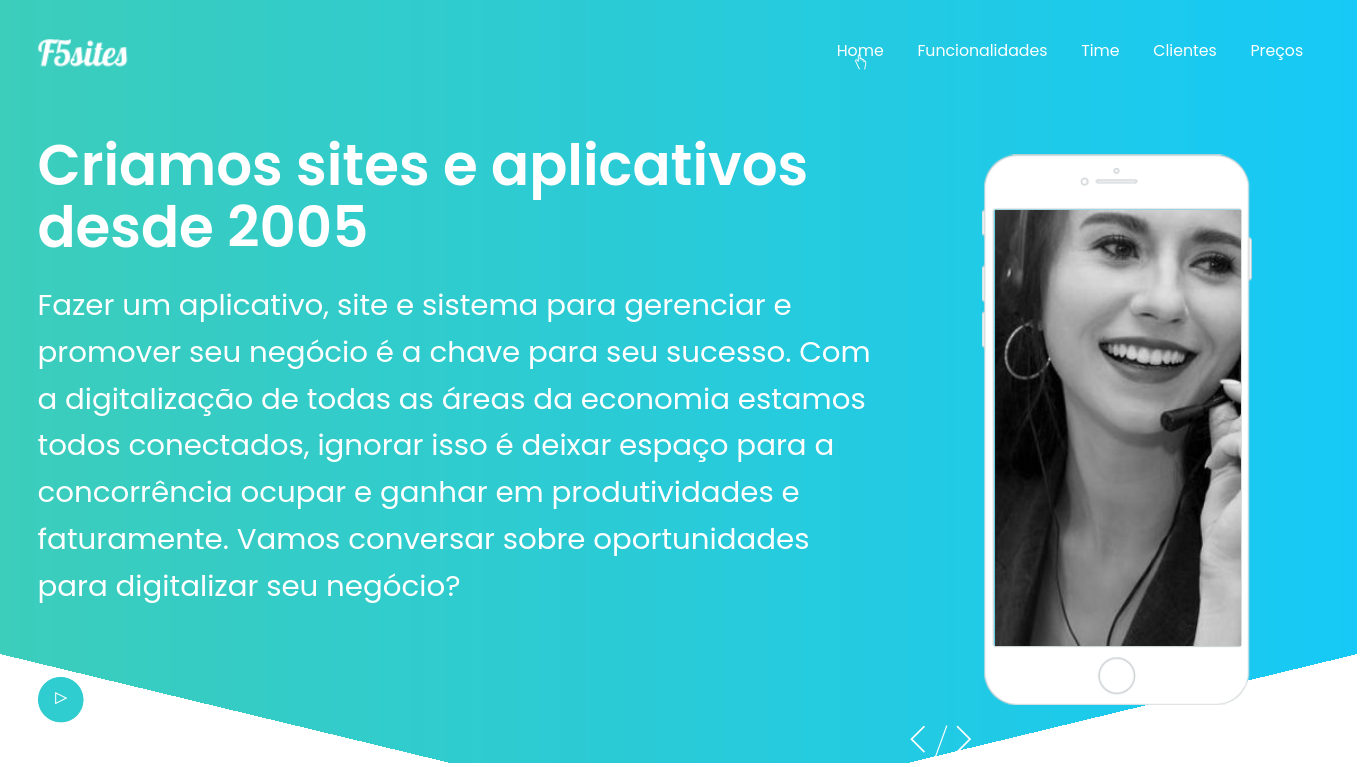 F5sites
Home Funcionalidades Time Clientes Preços
Criamos sites e aplicativos
desde 2005
Fazer um aplicativo, site e sistema para gerenciar e
promover seu negócio é a chave para seu sucesso. Com
a digitalização de todas as áreas da economia estamos
todos conectados, ignorar isso é deixar espaço para a
concorrência ocupar e ganhar em produtividades e
faturamente. Vamos conversar sobre oportunidades
para digitalizar seu negócio?